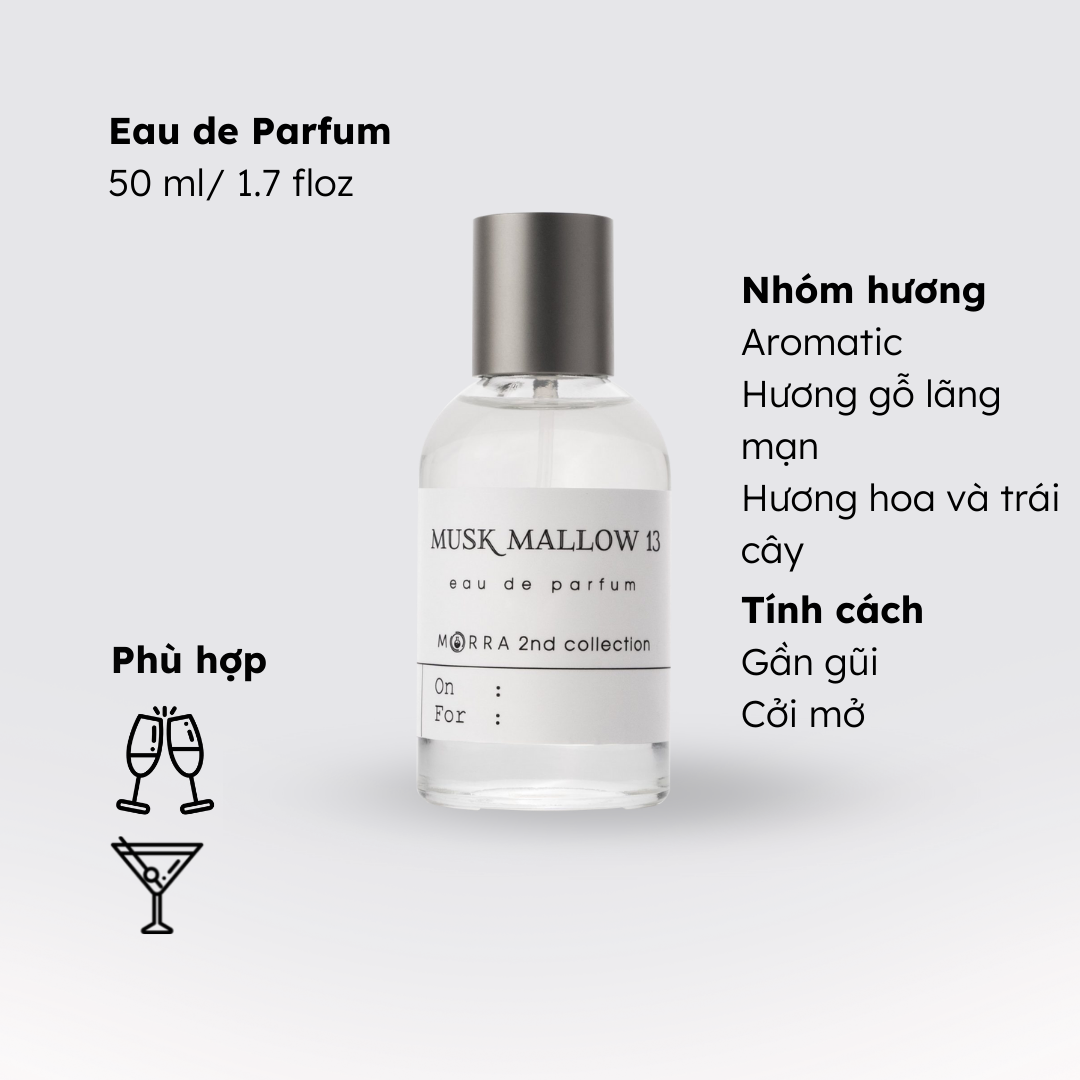 Eau de Parfum
50 ml/ 1.7 floz
Nhóm hương
Aromatic
Hương gỗ lãng
mạn
Hương hoa và trái
cây
Tính cách
Gần gũi
Cởi mở
MUSK MALLOW 13
eau de parfum
MORRA 2nd collection
On :
For :
Phù hợp